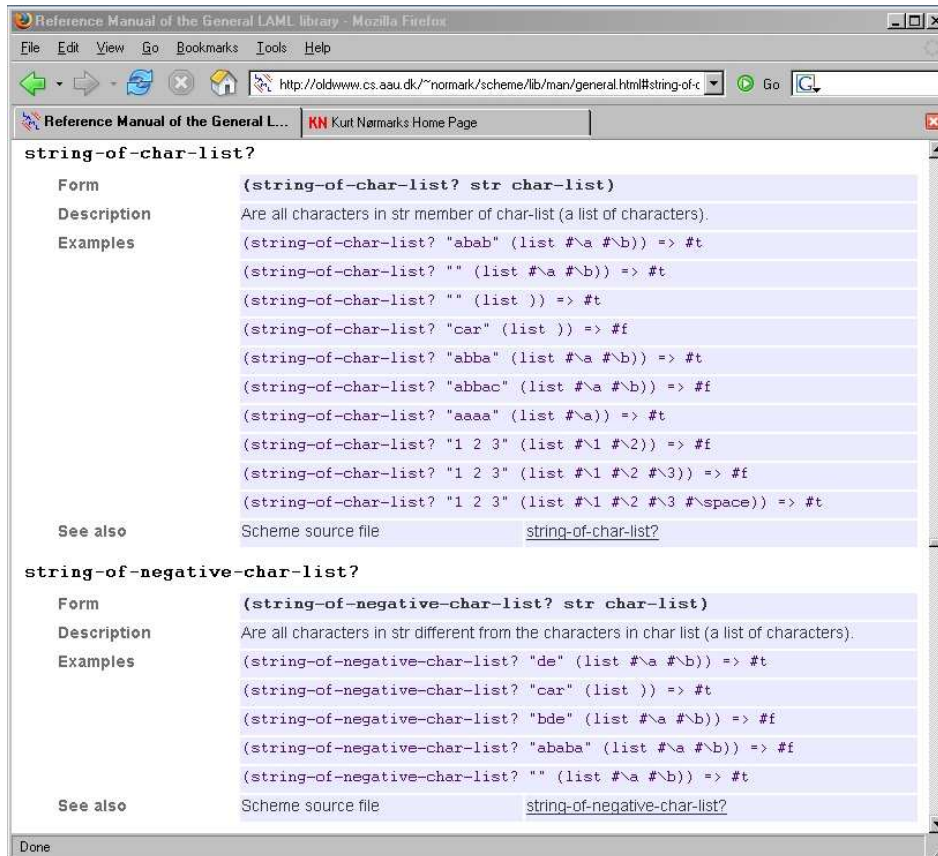 Reference Manual of the General LAML library - Mozilla Firefox
File Edit View Go Bookmarks Tools Help
http://oldwww.cs.aau.dk/~normark/scheme/lib/man/general.html#string-of-c Go G
Reference Manual of the General L... KN Kurt Nørmarks Home Page
string-of-char-list?
Form (string-of-char-list? str char-list)
Description Are all characters in str member of char-list (a list of characters).
Examples (string-of-char-list? "abab" (list #\a #\b)) => #t
(string-of-char-list? "" (list #\a #\b)) => #t
(string-of-char-list? "" (list )) => #t
(string-of-char-list? "car" (list )) => #f
(string-of-char-list? "abba" (list #\a #\b)) => #t
(string-of-char-list? "abbac" (list #\a #\b)) => #f
(string-of-char-list? "aaaa" (list #\a)) => #t
(string-of-char-list? "1 2 3" (list #\1 #\2)) => #f
(string-of-char-list? "1 2 3" (list #\1 #\2 #\3)) => #f
(string-of-char-list? "1 2 3" (list #\1 #\2 #\3 #\space)) => #t
See also Scheme source file string-of-char-list?
string-of-negative-char-list?
Form (string-of-negative-char-list? str char-list)
Description Are all characters in str different from the characters in char list (a list of characters).
Examples (string-of-negative-char-list? "de" (list #\a #\b)) => #t
(string-of-negative-char-list? "car" (list )) => #t
(string-of-negative-char-list? "bde" (list #\a #\b)) => #f
(string-of-negative-char-list? "ababa" (list #\a #\b)) => #f
(string-of-negative-char-list? "" (list #\a #\b)) => #t
See also Scheme source file string-of-negative-char-list?
Done